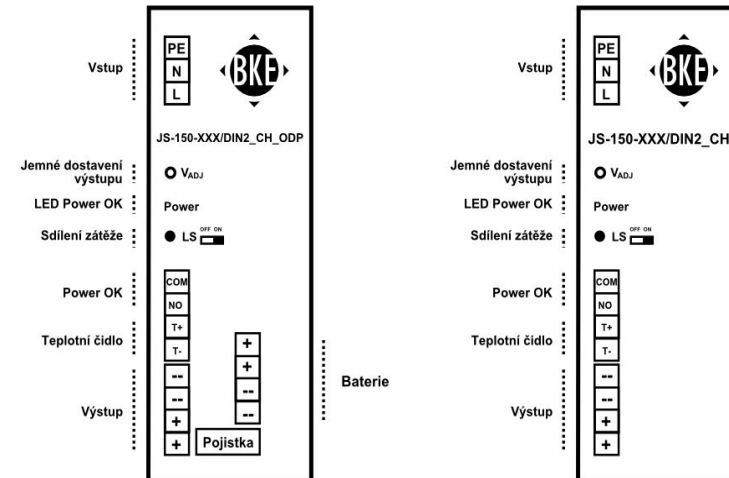 Vstup
PE
N
L
BKE
JS-150-XXX/DIN2_CH_ODP
Jemné dostavení
výstupu
VADJ
LED Power OK
Power
Sdílení zátěže
LS
OFF ON
Power OK
COM
NO
Teplotní čidlo
T+
T-
Výstup
--
--
+
+
+
+
--
--
Baterie
Pojistka
Vstup
PE
N
L
BKE
JS-150-XXX/DIN2_CH
Jemné dostavení
výstupu
VADJ
LED Power OK
Power
Sdílení zátěže
LS
OFF ON
Power OK
COM
NO
Teplotní čidlo
T+
T-
Výstup
--
--
+
+